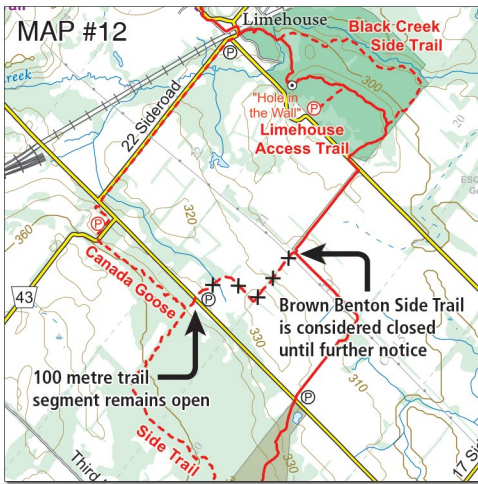 MAP #12
Limehouse
Black Creek
Side Trail
P
300
"Hole in
the Wall"
P
Limehouse
Access Trail
22 Sideroad
20
320
P
360
Canada Goose
43
P
330
Brown Benton Side Trail
is considered closed
until further notice
100 metre trail
segment remains open
310
P
Side Trail
330
Third
17 Si